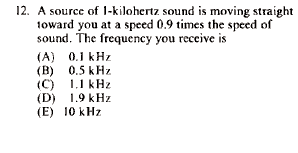 12. A source of 1-kilohertz sound is moving straight
toward you at a speed 0.9 times the speed of
sound. The frequency you receive is
(A) 0.1 kHz
(B) 0.5 kHz
(C) 1.1 kHz
(D) 1.9 kHz
(E) 10 kHz